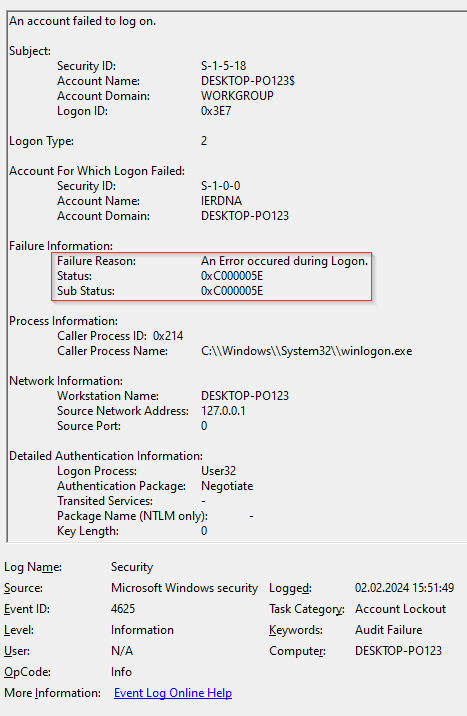 An account failed to log on.
Subject:
Security ID: S-1-5-18
Account Name: DESKTOP-PO123$
Account Domain: WORKGROUP
Logon ID: 0x3E7
Logon Type: 2
Account For Which Logon Failed:
Security ID: S-1-0-0
Account Name: IERDNA
Account Domain: DESKTOP-PO123
Failure Information:
Failure Reason: An Error occured during Logon.
Status: 0xC000005E
Sub Status: 0xC000005E
Process Information:
Caller Process ID: 0x214
Caller Process Name: C:\\Windows\\System32\\winlogon.exe
Network Information:
Workstation Name: DESKTOP-PO123
Source Network Address: 127.0.0.1
Source Port: 0
Detailed Authentication Information:
Logon Process: User32
Authentication Package: Negotiate
Transited Services: -
Package Name (NTLM only): -
Key Length: 0
Log Name: Security
Source: Microsoft Windows security Logged: 02.02.2024 15:51:49
Event ID: 4625 Task Category: Account Lockout
Level: Information Keywords: Audit Failure
User: N/A Computer: DESKTOP-PO123
OpCode: Info
More Information: Event Log Online Help